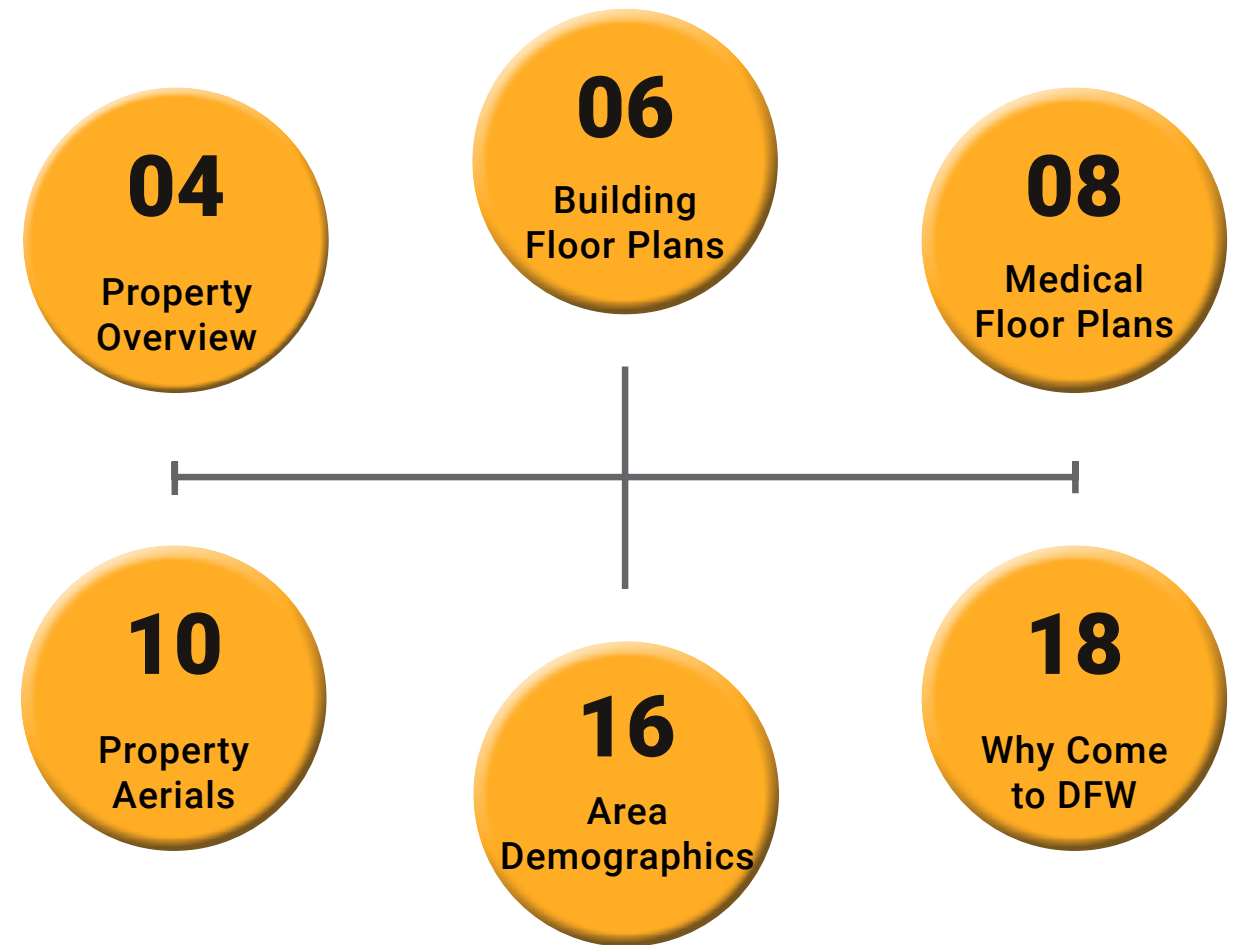 04
Property
Overview
06
Building
Floor Plans
08
Medical
Floor Plans
10
Property
Aerials
16
Area
Demographics
18
Why Come
to DFW